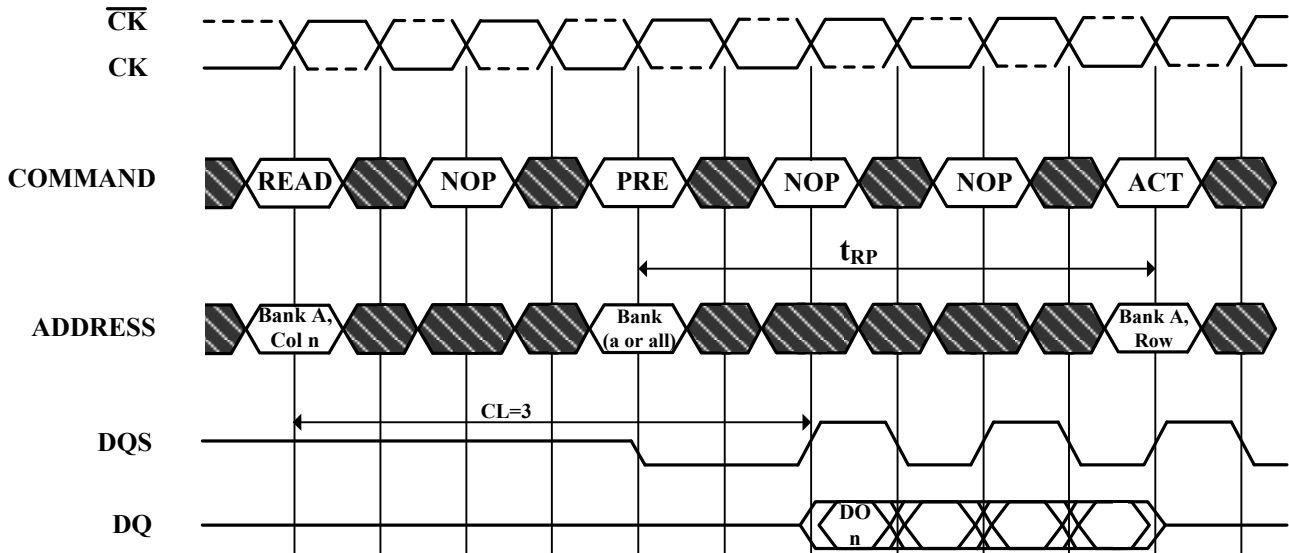 C̅K̅
CK
COMMAND
READ
NOP
PRE
NOP
NOP
ACT
tRP
ADDRESS
Bank A,
Col n
Bank
(a or all)
Bank A,
Row
CL=3
DQS
DQ
DO
n